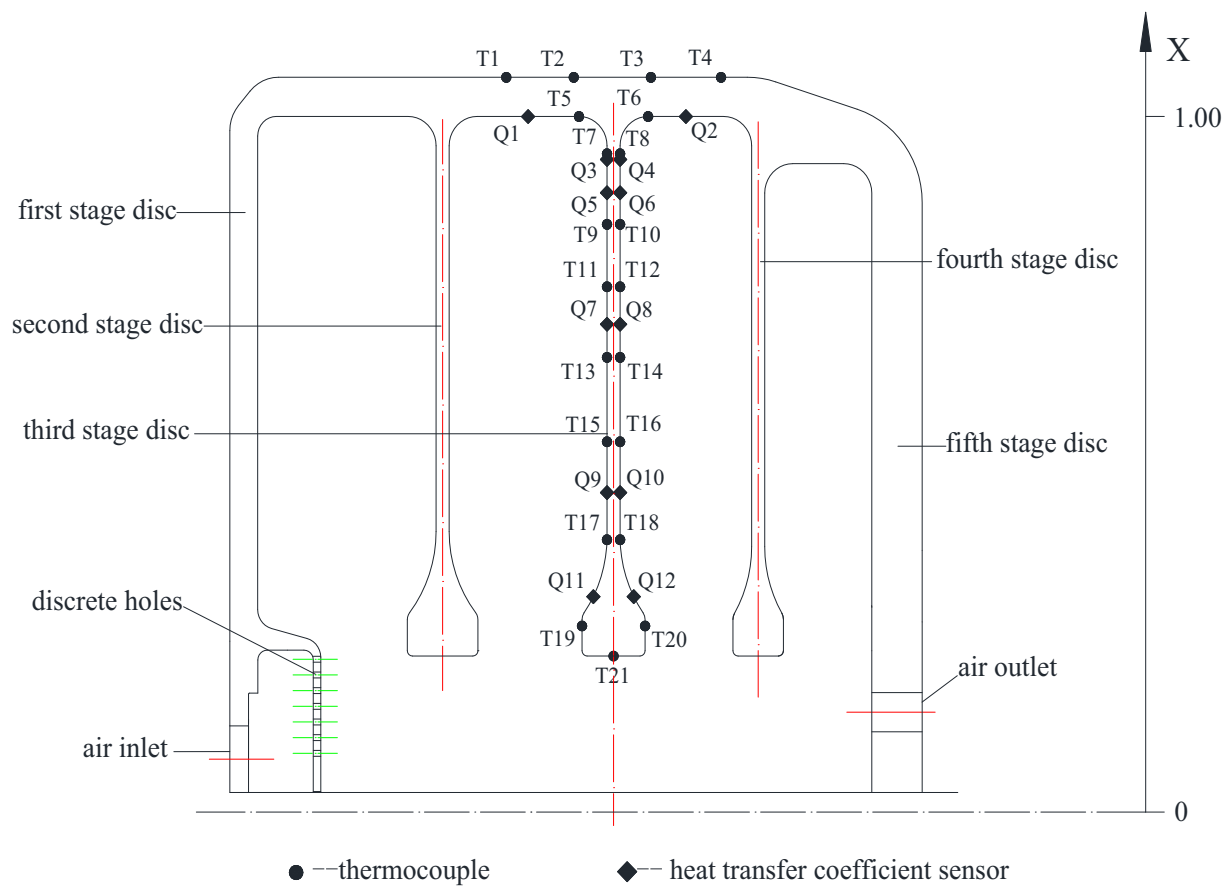 T1 T2 T3 T4
X
T5 T6
1.00
Q1 Q2
T7 T8
Q3 Q4
first stage disc
Q5 Q6
T9 T10
fourth stage disc
T11 T12
Q7 Q8
second stage disc
T13 T14
third stage disc
T15 T16
fifth stage disc
Q9 Q10
T17 T18
Q11 Q12
discrete holes
T19 T20
T21
air outlet
air inlet
0
thermocouple
heat transfer coefficient sensor